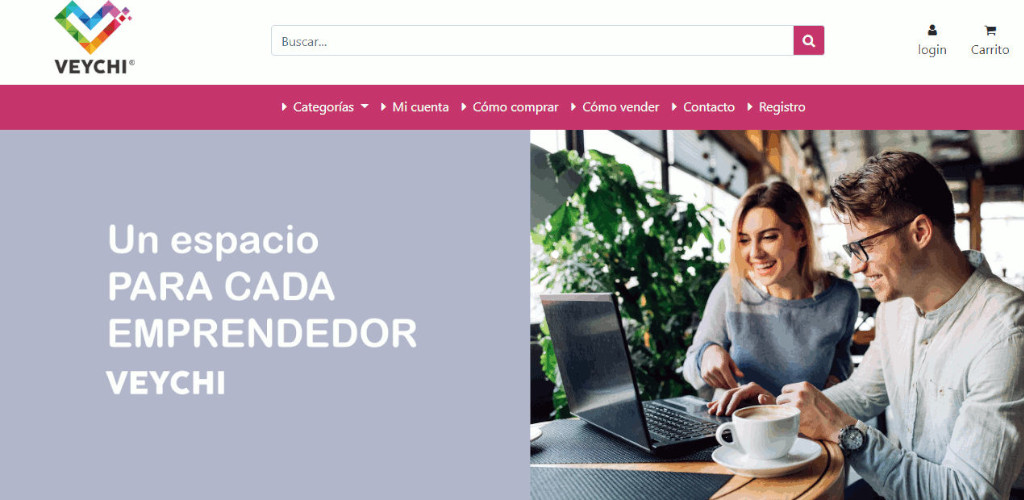 VEYCHI®
Buscar...
login
Carrito
Categorías
Mi cuenta
Cómo comprar
Cómo vender
Contacto
Registro
Un espacio
PARA CADA
EMPRENDEDOR
VEYCHI